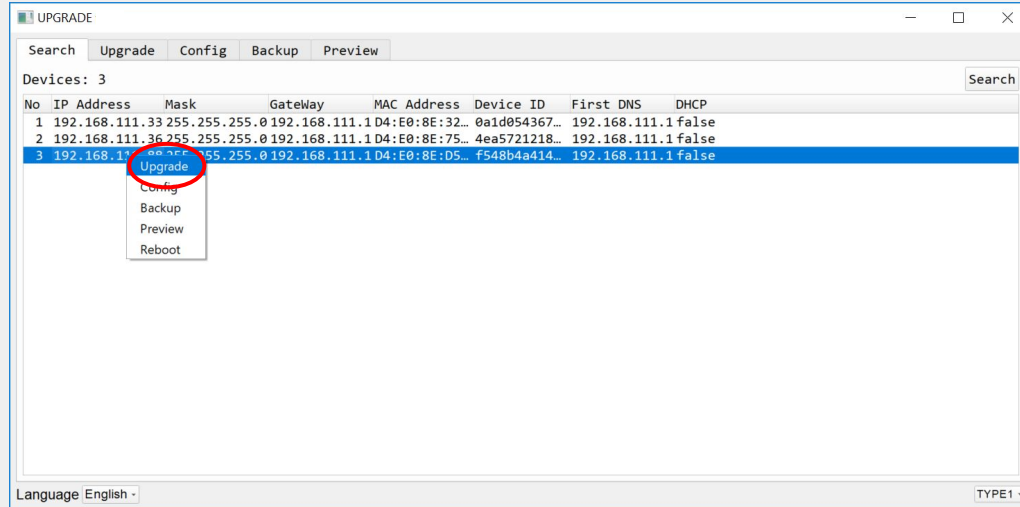 UPGRADE
Search Upgrade Config Backup Preview
Devices: 3 Search
No IP Address Mask GateWay MAC Address Device ID First DNS DHCP
1 192.168.111.33 255.255.255.0 192.168.111.1 D4:E0:8E:32… 0a1d054367… 192.168.111.1 false
2 192.168.111.36 255.255.255.0 192.168.111.1 D4:E0:8E:75… 4ea5721218… 192.168.111.1 false
3 192.168.11 88 255.255.255.0 192.168.111.1 D4:E0:8E:D5… f548b4a414… 192.168.111.1 false
Upgrade
Config
Backup
Preview
Reboot
Language English TYPE1